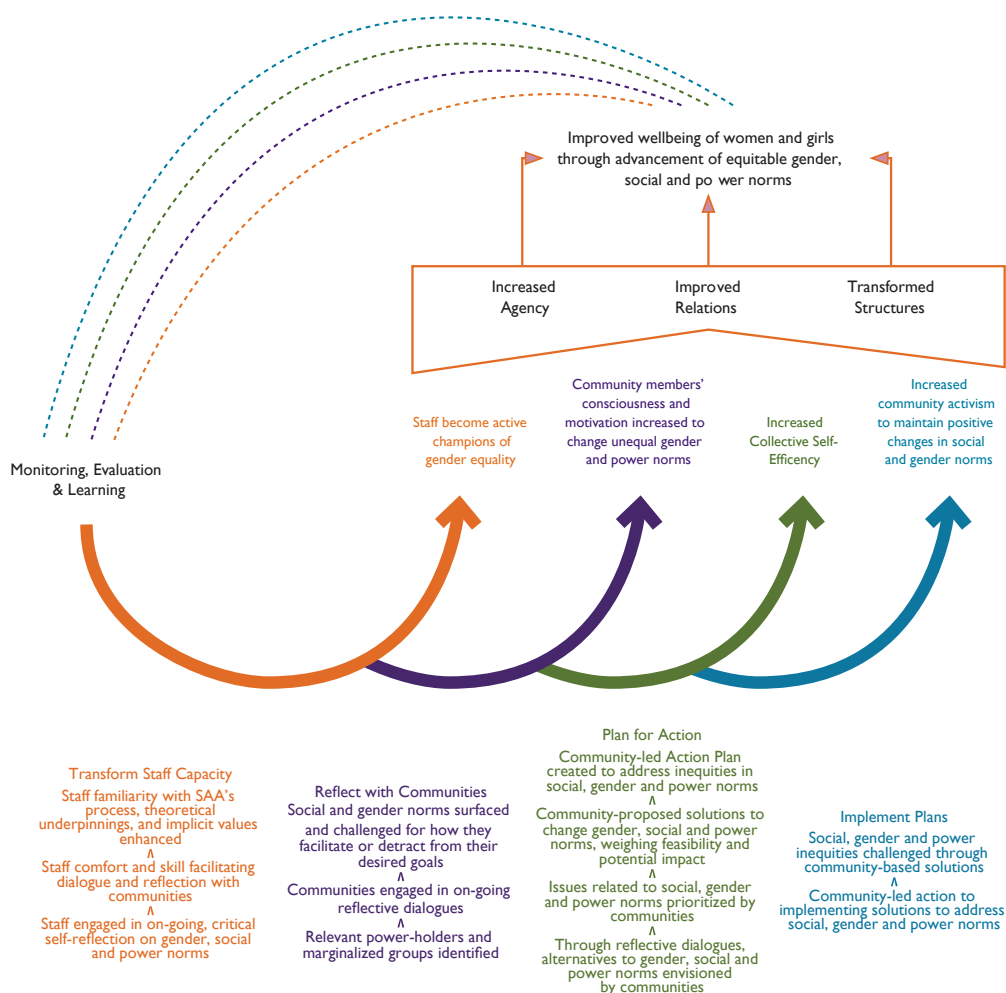 Improved wellbeing of women and girls
through advancement of equitable gender,
social and po wer norms
Increased
Agency
Improved
Relations
Transformed
Structures
Staff become active
champions of
gender equality
Community members’
consciousness and
motivation increased to
change unequal gender
and power norms
Increased
Collective Self-
Efficency
Increased
community activism
to maintain positive
changes in social
and gender norms
Monitoring, Evaluation
& Learning
Transform Staff Capacity
Staff familiarity with SAA’s
process, theoretical
underpinnings, and implicit values
enhanced
^
Staff comfort and skill facilitating
dialogue and reflection with
communities
^
Staff engaged in on-going, critical
self-reflection on gender, social
and power norms
Reflect with Communities
Social and gender norms surfaced
and challenged for how they
facilitate or detract from their
desired goals
^
Communities engaged in on-going
reflective dialogues
^
Relevant power-holders and
marginalized groups identified
Plan for Action
Community-led Action Plan
created to address inequities in
social, gender and power norms
^
Community-proposed solutions to
change gender, social and power
norms, weighing feasibility and
potential impact
^
Issues related to social, gender
and power norms prioritized by
communities
^
Through reflective dialogues,
alternatives to gender, social and
power norms envisioned
by communities
Implement Plans
Social, gender and power
inequities challenged through
community-based solutions
^
Community-led action to
implementing solutions to address
social, gender and power norms